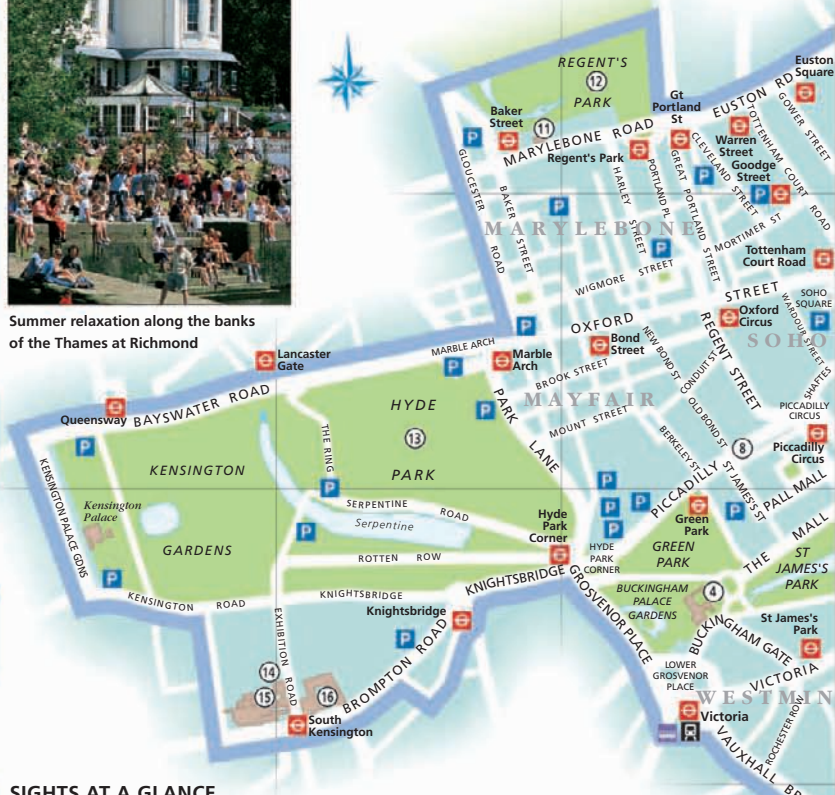 Summer relaxation along the banks
of the Thames at Richmond
REGENT'S
12
PARK
Euston
Square
Gt
Portland
St
EUSTON RD
GOWER STREET
Baker
Street
11
MARYLEBONE ROAD
Regent's Park
Warren
Street
Goodge
Street
TOTTENHAM COURT ROAD
CLEVELAND STREET
P
P
P
GLOUCESTER
ROAD
BAKER STREET
HARLEY STREET
PORTLAND PL
GREAT PORTLAND STREET
P
MARYLEBONE
MORTIMER ST
P
WIGMORE STREET
Tottenham
Court Road
STREET
SOHO
SQUARE
OXFORD
Oxford
Circus
WARDOUR STREET
P
SOHO
P
MARBLE ARCH
Marble
Arch
Bond
Street
NEW BOND ST
CONDUIT ST
REGENT STREET
SHAFTES
Lancaster
Gate
P
BROOK STREET
MAYFAIR
MOUNT STREET
OLD BOND ST
PICCADILLY
CIRCUS
Queensway
BAYSWATER ROAD
P
PARK
LANE
HYDE
13
PARK
BERKELEY ST
8
Piccadilly
Circus
P
KENSINGTON
THE RING
P
P
P
P
P
PICCADILLY
ST JAMES'S ST
PALL MALL
KENSINGTON PALACE GDNS
Kensington
Palace
GARDENS
SERPENTINE
ROAD
Serpentine
P
Hyde
Park
Corner
Green
Park
P
THE MALL
HYDE
PARK
CORNER
GREEN
PARK
ST
JAMES'S
PARK
ROTTEN ROW
P
KENSINGTON ROAD
KNIGHTSBRIDGE
KNIGHTSBRIDGE
GROSVENOR PLACE
BUCKINGHAM
PALACE
GARDENS
4
BUCKINGHAM GATE
St James's
Park
Knightsbridge
P
EXHIBITION ROAD
BROMPTON ROAD
LOWER
GROSVENOR
PLACE
VICTORIA
WESTMIN
14
15
16
South
Kensington
Victoria
ROCHESTER ROW
VAUXHALL BR
SIGHTS AT A GLANCE